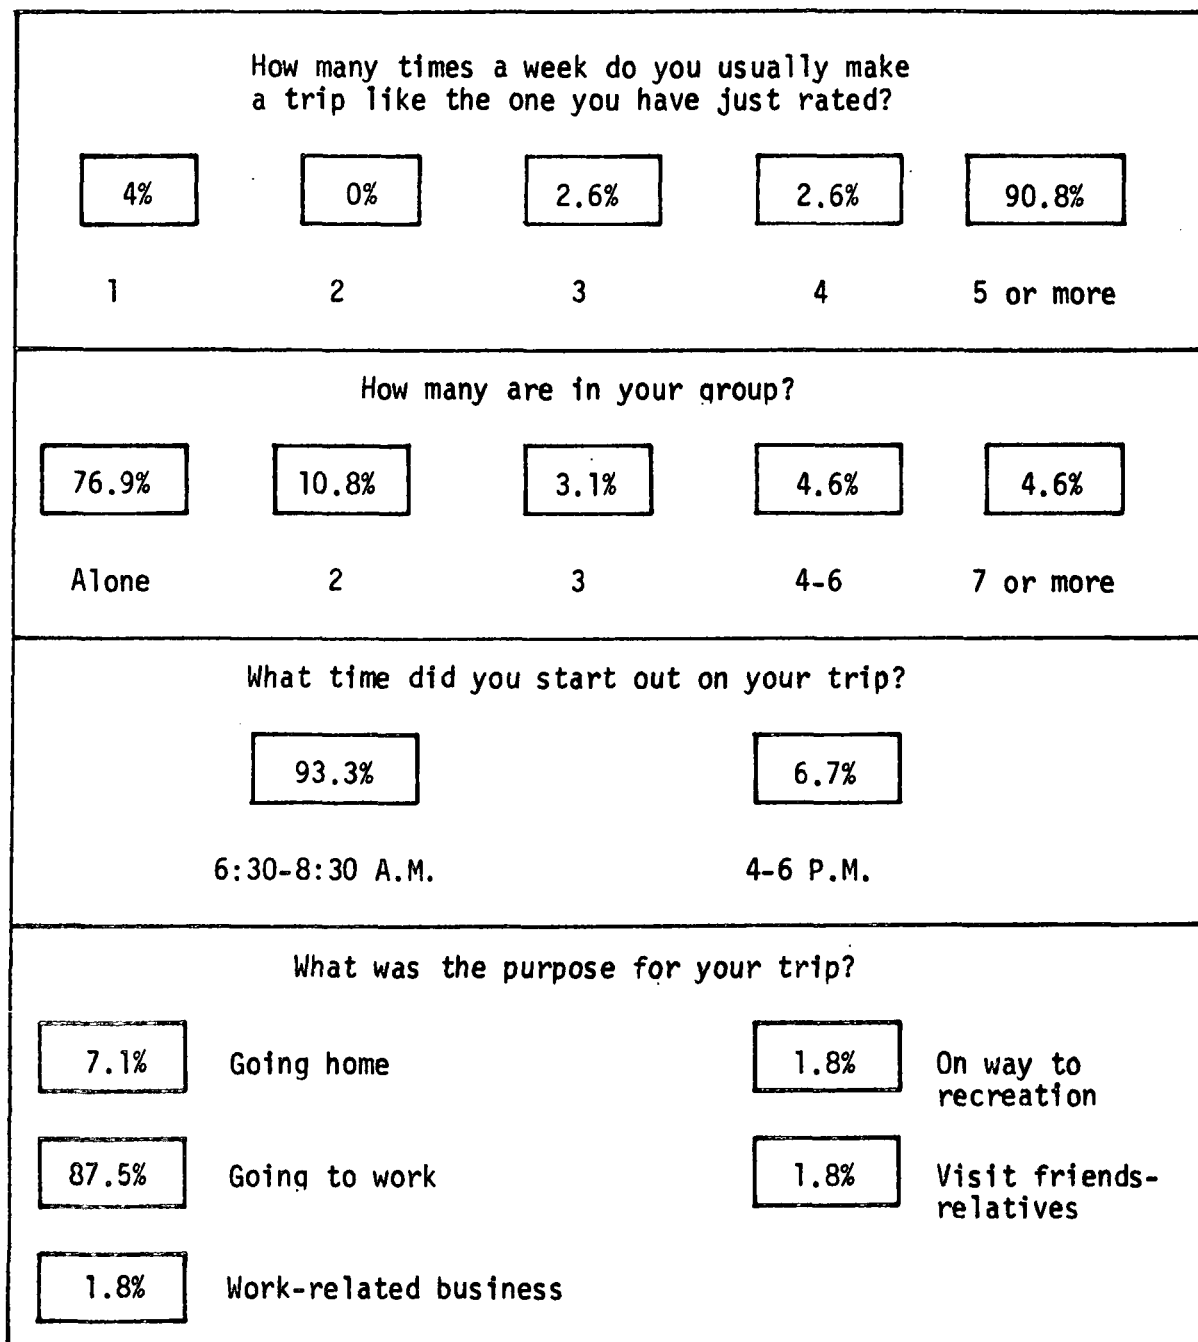 How many times a week do you usually make
a trip like the one you have just rated?
4% 0% 2.6% 2.6% 90.8%
1 2 3 4 5 or more
How many are in your group?
76.9% 10.8% 3.1% 4.6% 4.6%
Alone 2 3 4-6 7 or more
What time did you start out on your trip?
93.3% 6.7%
6:30-8:30 A.M. 4-6 P.M.
What was the purpose for your trip?
7.1% Going home
1.8% On way to
recreation
87.5% Going to work
1.8% Visit friends-
relatives
1.8% Work-related business